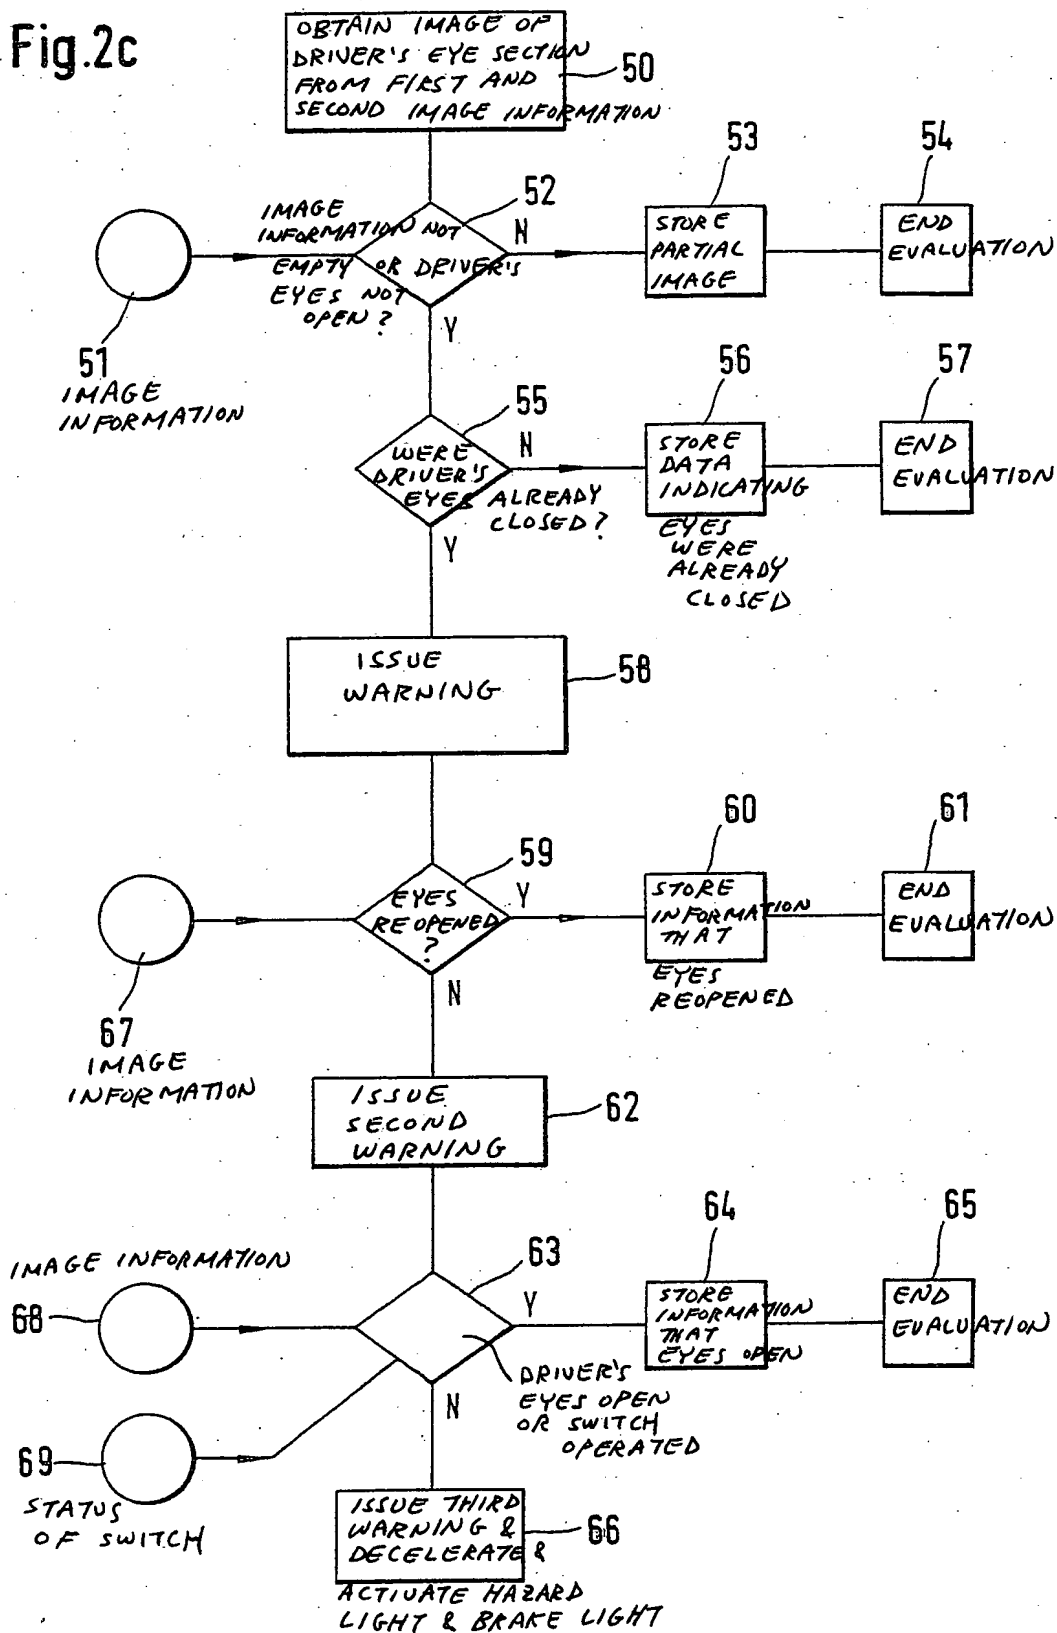 Fig.2c
OBTAIN IMAGE OF
DRIVER'S EYE SECTION
FROM FIRST AND
SECOND IMAGE INFORMATION
50
53
54
52
IMAGE
INFORMATION NOT
EMPTY OR DRIVER'S
EYES NOT
OPEN?
N
Y
STORE
PARTIAL
IMAGE
END
EVALUATION
51
IMAGE
INFORMATION
55
56
57
WERE
DRIVER'S
EYES ALREADY
CLOSED?
N
Y
STORE
DATA
INDICATING
EYES
WERE
ALREADY
CLOSED
END
EVALUATION
ISSUE
WARNING
58
59
60
61
EYES
REOPENED
?
Y
N
STORE
INFORMATION
THAT
EYES
REOPENED
END
EVALUATION
67
IMAGE
INFORMATION
ISSUE
SECOND
WARNING
62
63
64
65
IMAGE INFORMATION
68
Y
N
STORE
INFORMATION
THAT
EYES OPEN
END
EVALUATION
DRIVER'S
EYES OPEN
OR SWITCH
OPERATED
69
STATUS
OF SWITCH
ISSUE THIRD
WARNING &
DECELERATE &
ACTIVATE HAZARD
LIGHT & BRAKE LIGHT
66